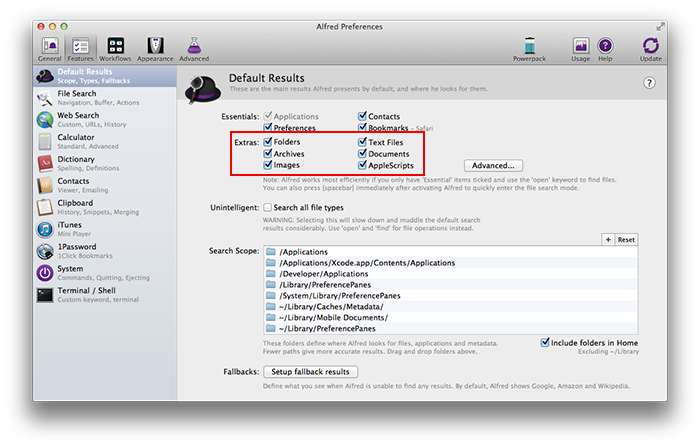 Alfred Preferences
General Features Workflows Appearance Advanced Powerpack Usage Help Update
Default Results
Scope, Types, Fallbacks
File Search
Navigation, Buffer, Actions
Web Search
Custom, URLs, History
Calculator
Standard, Advanced
Dictionary
Spelling, Definitions
Contacts
Viewer, Email
Clipboard
History, Snippets, Merging
iTunes
Mini Player
1Password
1Click Bookmarks
System
Commands, Quitting, Ejecting
Terminal / Shell
Custom keyword, terminal
Default Results
These are the main results Alfred presents by default, and where he looks for them.
?
Essentials: Applications Contacts
Preferences Bookmarks - Safari
Extras: Folders Text Files
Archives Documents
Images AppleScripts
Advanced...
Note: Alfred works most efficiently if you only have 'Essential' items ticked and use the 'open' keyword to find files.
You can also press [spacebar] immediately after activating Alfred to quickly enter the file search mode.
Unintelligent: Search all file types
WARNING: Selecting this will slow down and muddle the default search
results considerably. Use 'open' and 'find' for file operations instead.
+ Reset
Search Scope: /Applications
/Applications/Xcode.app/Contents/Applications
/Developer/Applications
/Library/PreferencePanes
/System/Library/PreferencePanes
~/Library/Caches/Metadata/
~/Library/Mobile Documents/
~/Library/PreferencePanes
These folders define where Alfred looks for files, applications and metadata.
Fewer paths give more accurate results. Drag and drop folders above.
Include folders in Home
Excluding ~/Library
Fallbacks: Setup fallback results
Define what you see when Alfred is unable to find any results. By default, Alfred shows Google, Amazon and Wikipedia.